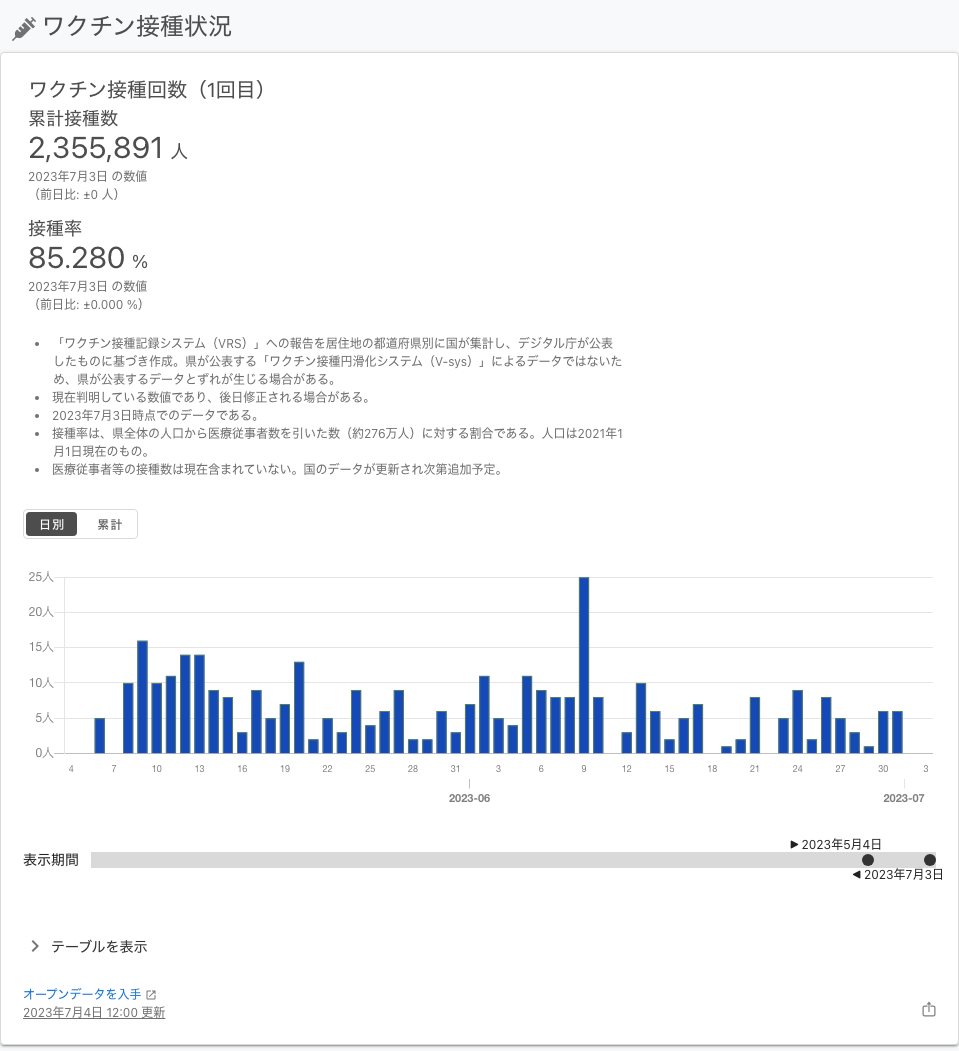 ワクチン接種状況
ワクチン接種回数（1回目）
累計接種数
2,355,891 人
2023年7月3日 の数値
（前日比: ±0 人）
接種率
85.280 %
2023年7月3日 の数値
（前日比: ±0.000 %）
• 「ワクチン接種記録システム（VRS）」への報告を居住地の都道府県別に国が集計し、デジタル庁が公表
したものに基づき作成。県が公表する「ワクチン接種円滑化システム（V-sys）」によるデータではないた
め、県が公表するデータとずれが生じる場合がある。
• 現在判明している数値であり、後日修正される場合がある。
• 2023年7月3日時点でのデータである。
• 接種率は、県全体の人口から医療従事者数を引いた数（約276万人）に対する割合である。人口は2021年1
月1日現在のもの。
• 医療従事者等の接種数は現在含まれていない。国のデータが更新され次第追加予定。
日別 累計
25人
20人
15人
10人
5人
0人
4 7 10 13 16 19 22 25 28 31 3 6 9 12 15 18 21 24 27 30 3
2023-06 2023-07
▶ 2023年5月4日
表示期間
◀ 2023年7月3日
テーブルを表示
オープンデータを入手
2023年7月4日 12:00 更新